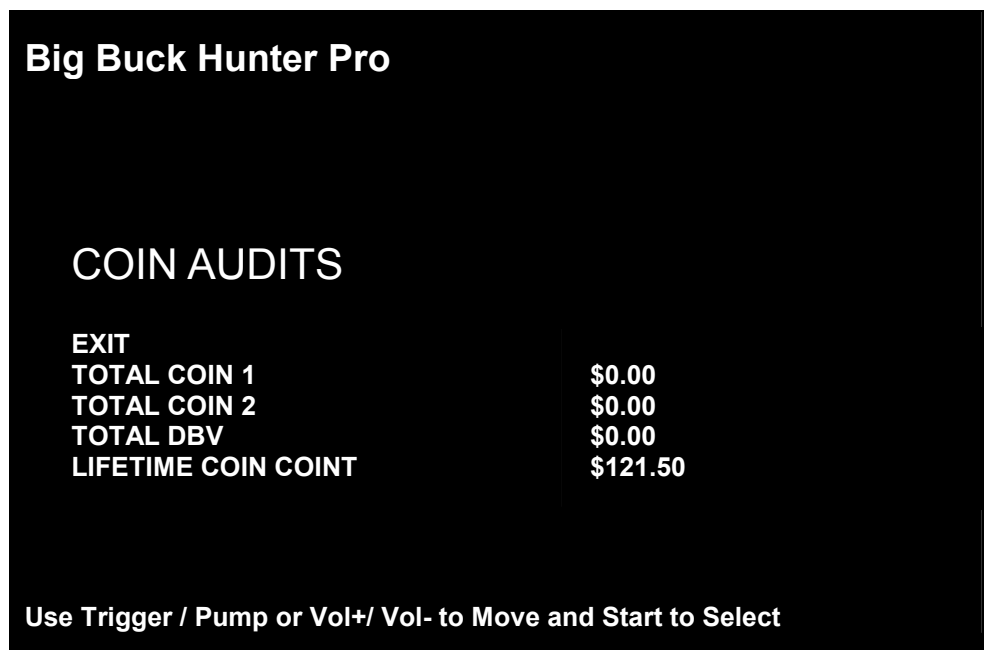 Big Buck Hunter Pro
COIN AUDITS
EXIT
TOTAL COIN 1 $0.00
TOTAL COIN 2 $0.00
TOTAL DBV $0.00
LIFETIME COIN COINT $121.50
Use Trigger / Pump or Vol+/ Vol- to Move and Start to Select